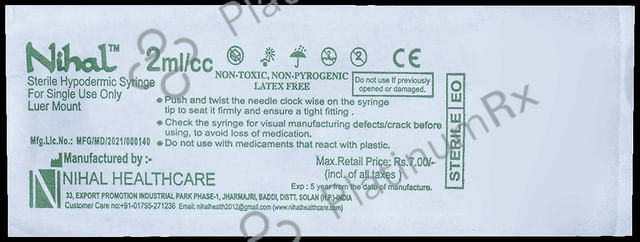 Nihal™ 2ml/cc CE
Sterile Hypodermic Syringe
For Single Use Only
Luer Mount
NON-TOXIC, NON-PYROGENIC
LATEX FREE
Do not use If previously
opened or damaged.
• Push and twist the needle clock wise on the syringe
tip to seat it firmly and ensure a tight fitting .
• Check the syringe for visual manufacturing defects/crack before
using, to avoid loss of medication.
• Do not use with medicaments that react with plastic.
STERILE EO
Mfg.Lic.No.: MFG/MD/2021/000140
Manufactured by :-
NIHAL HEALTHCARE
Max.Retail Price: Rs.7.00/-
(incl. of all taxes)
Exp : 5 year from the date of manufacture.
33, EXPORT PROMOTION INDUSTRIAL PARK PHASE-1, JHARMAJRI, BADDI, DISTT. SOLAN (H.P.)-INDIA
Customer Care no:+91-01795-271236 Email: nihalhealth2012@gmail.com (www.nihalhealthcare.com)
PlatinumRx